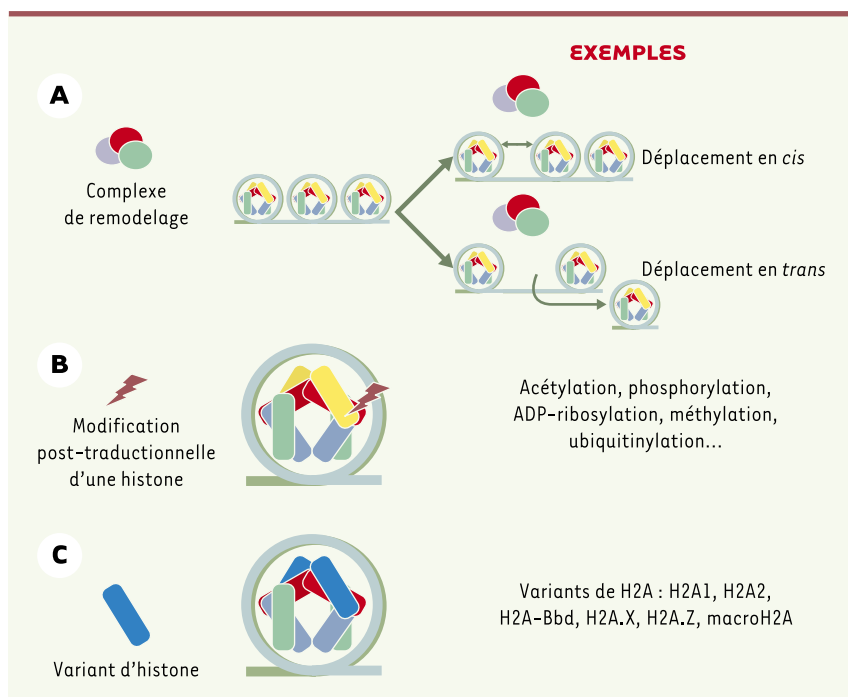 EXEMPLES
A
Complexe
de remodelage
Déplacement en cis
Déplacement en trans
B
Modification
post-traductionnelle
d'une histone
Acétylation, phosphorylation,
ADP-ribosylation, méthylation,
ubiquitinylation...
C
Variant d'histone
Variants de H2A : H2A1, H2A2,
H2A-Bbd, H2A.X, H2A.Z, macroH2A